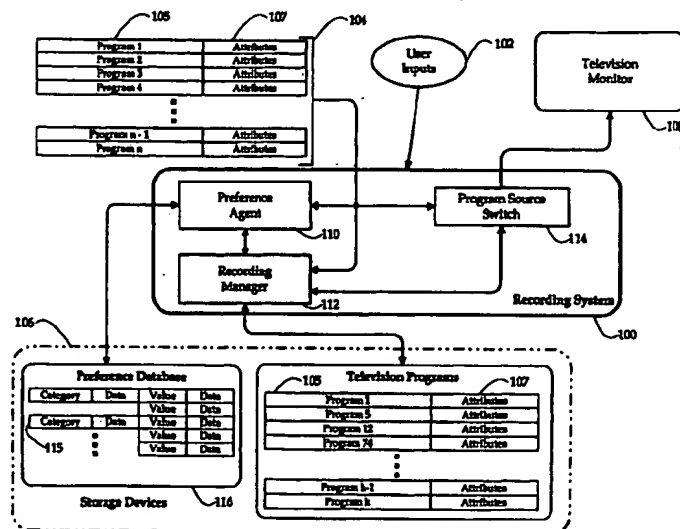 105 107 104
Program 1 Attributes
Program 2 Attributes
Program 3 Attributes
Program 4 Attributes
Program n - 1 Attributes
Program n Attributes
User Inputs
102
Television Monitor
Preference Agent
110
Program Source Switch
114
Recording Manager
112
Recording System
100
106
Preference Database
Category Data Value Data
Value Data
Category Data Value Data
Value Data
Value Data
115
Storage Devices
116
Television Programs
105 107
Program 1 Attributes
Program 5 Attributes
Program 12 Attributes
Program 74 Attributes
Program k-1 Attributes
Program k Attributes